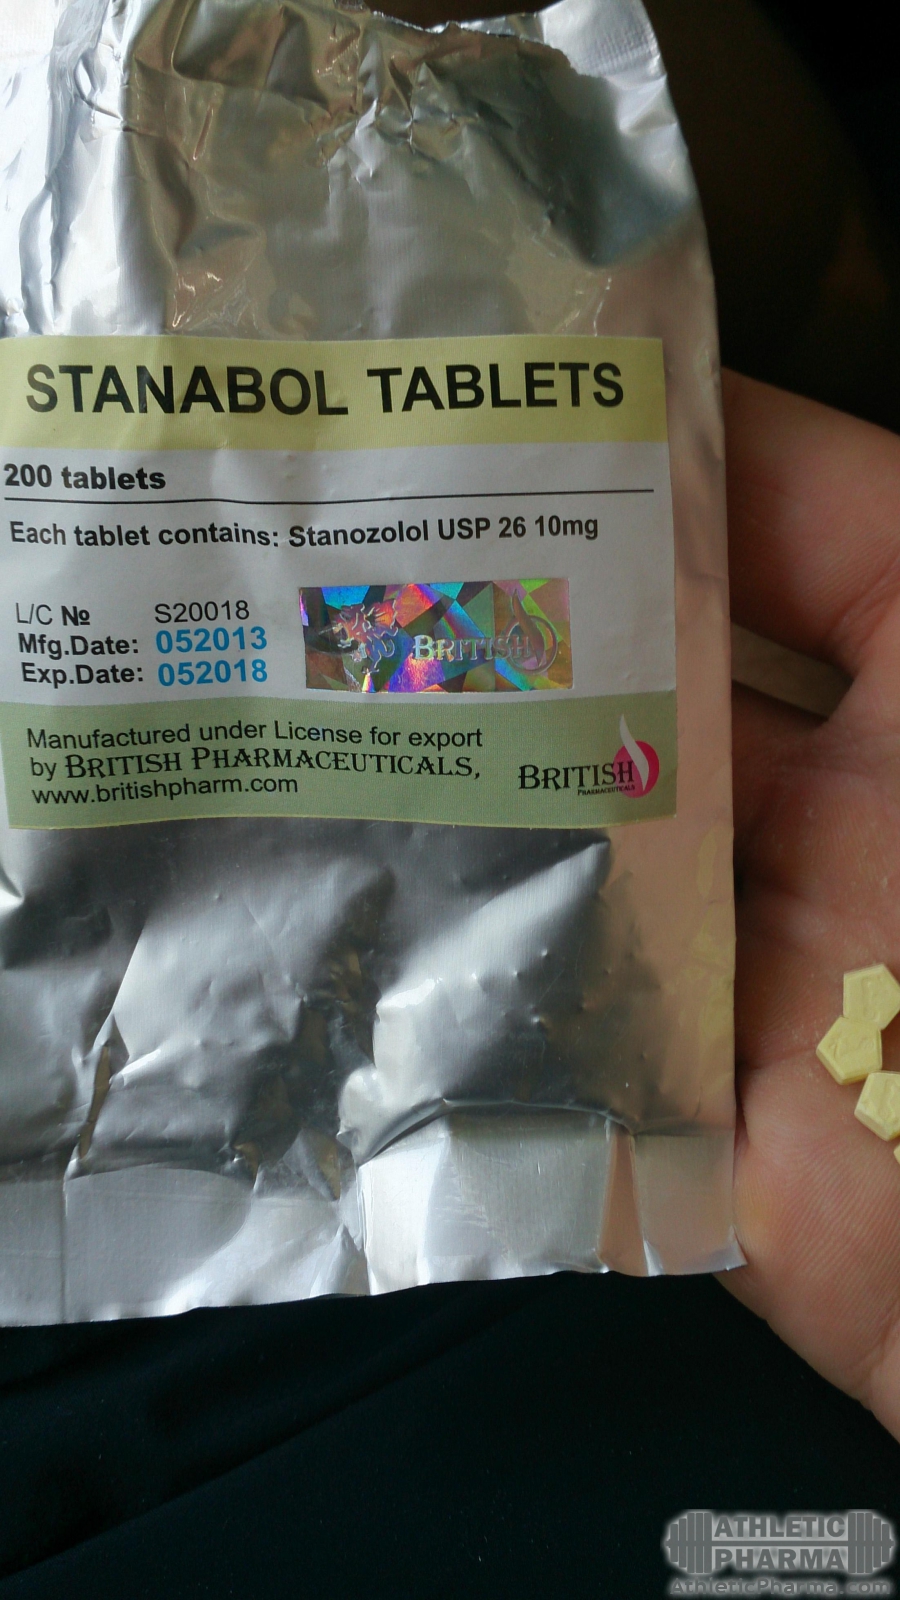 STANABOL TABLETS
200 tablets
Each tablet contains: Stanozolol USP 26 10mg
L/C № S20018
Mfg.Date: 052013
Exp.Date: 052018
BRITISH
Manufactured under License for export
by BRITISH PHARMACEUTICALS,
www.britishpharm.com
BRITISH
PHARMACEUTICALS
ATHLETIC
PHARMA
AthleticPharma.com